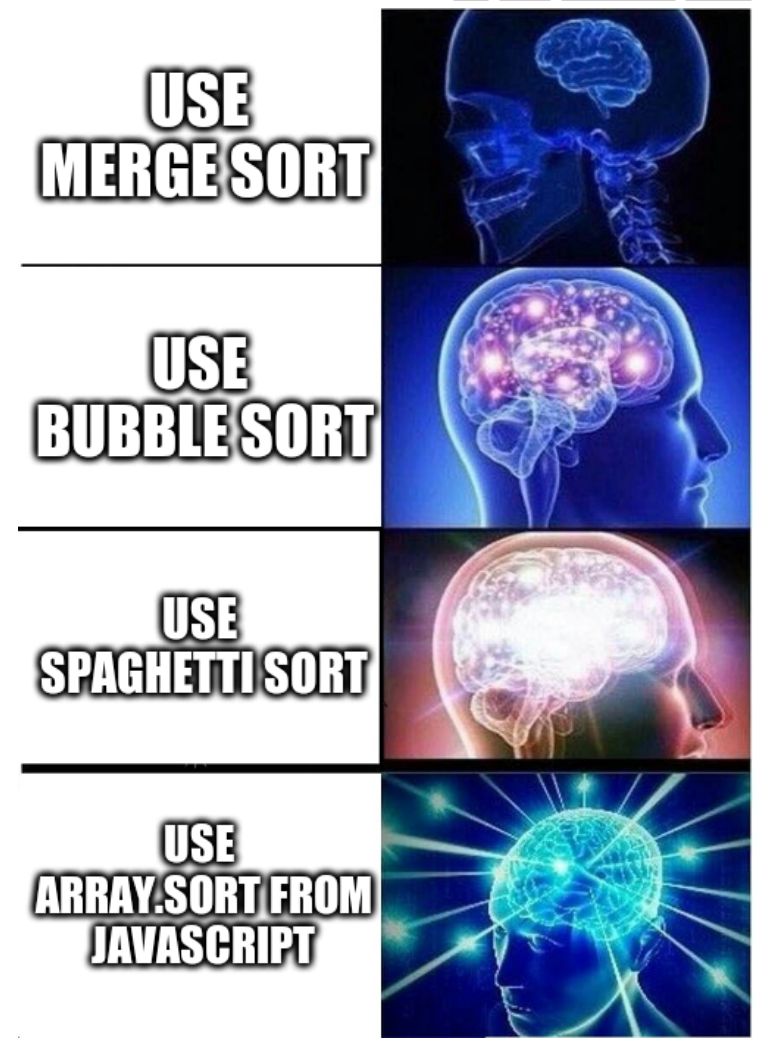 USE
MERGE SORT
USE
BUBBLE SORT
USE
SPAGHETTI SORT
USE
ARRAY.SORT FROM
JAVASCRIPT